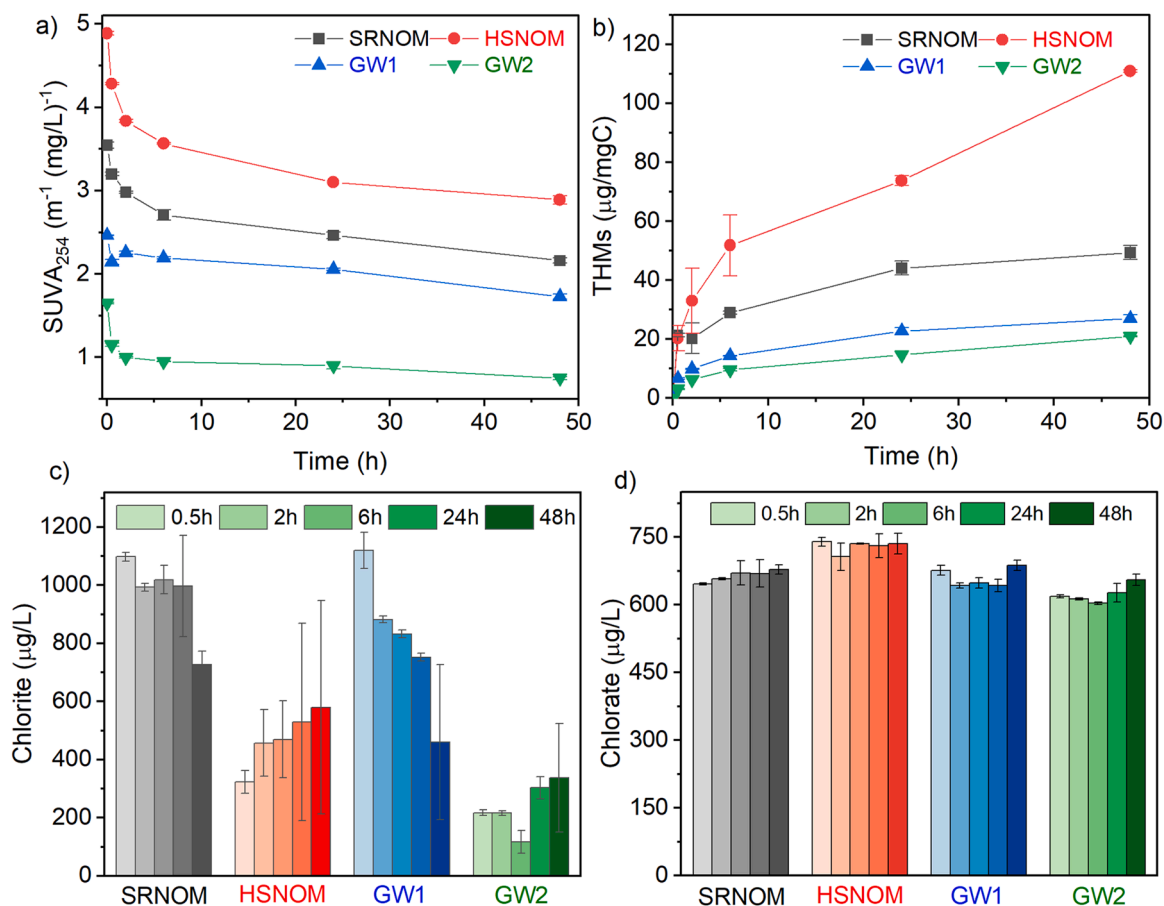 a)
SRNOM HSNOM
GW1 GW2
SUVA254 (m-1 (mg/L)-1)
5
4
3
2
1
0 10 20 30 40 50
Time (h)
b)
SRNOM HSNOM
GW1 GW2
THMs (μg/mgC)
120
100
80
60
40
20
0
0 10 20 30 40 50
Time (h)
c)
0.5h 2h 6h 24h 48h
Chlorite (μg/L)
1200
1000
800
600
400
200
0
SRNOM HSNOM GW1 GW2
d)
0.5h 2h 6h 24h 48h
Chlorate (μg/L)
750
600
450
300
150
0
SRNOM HSNOM GW1 GW2